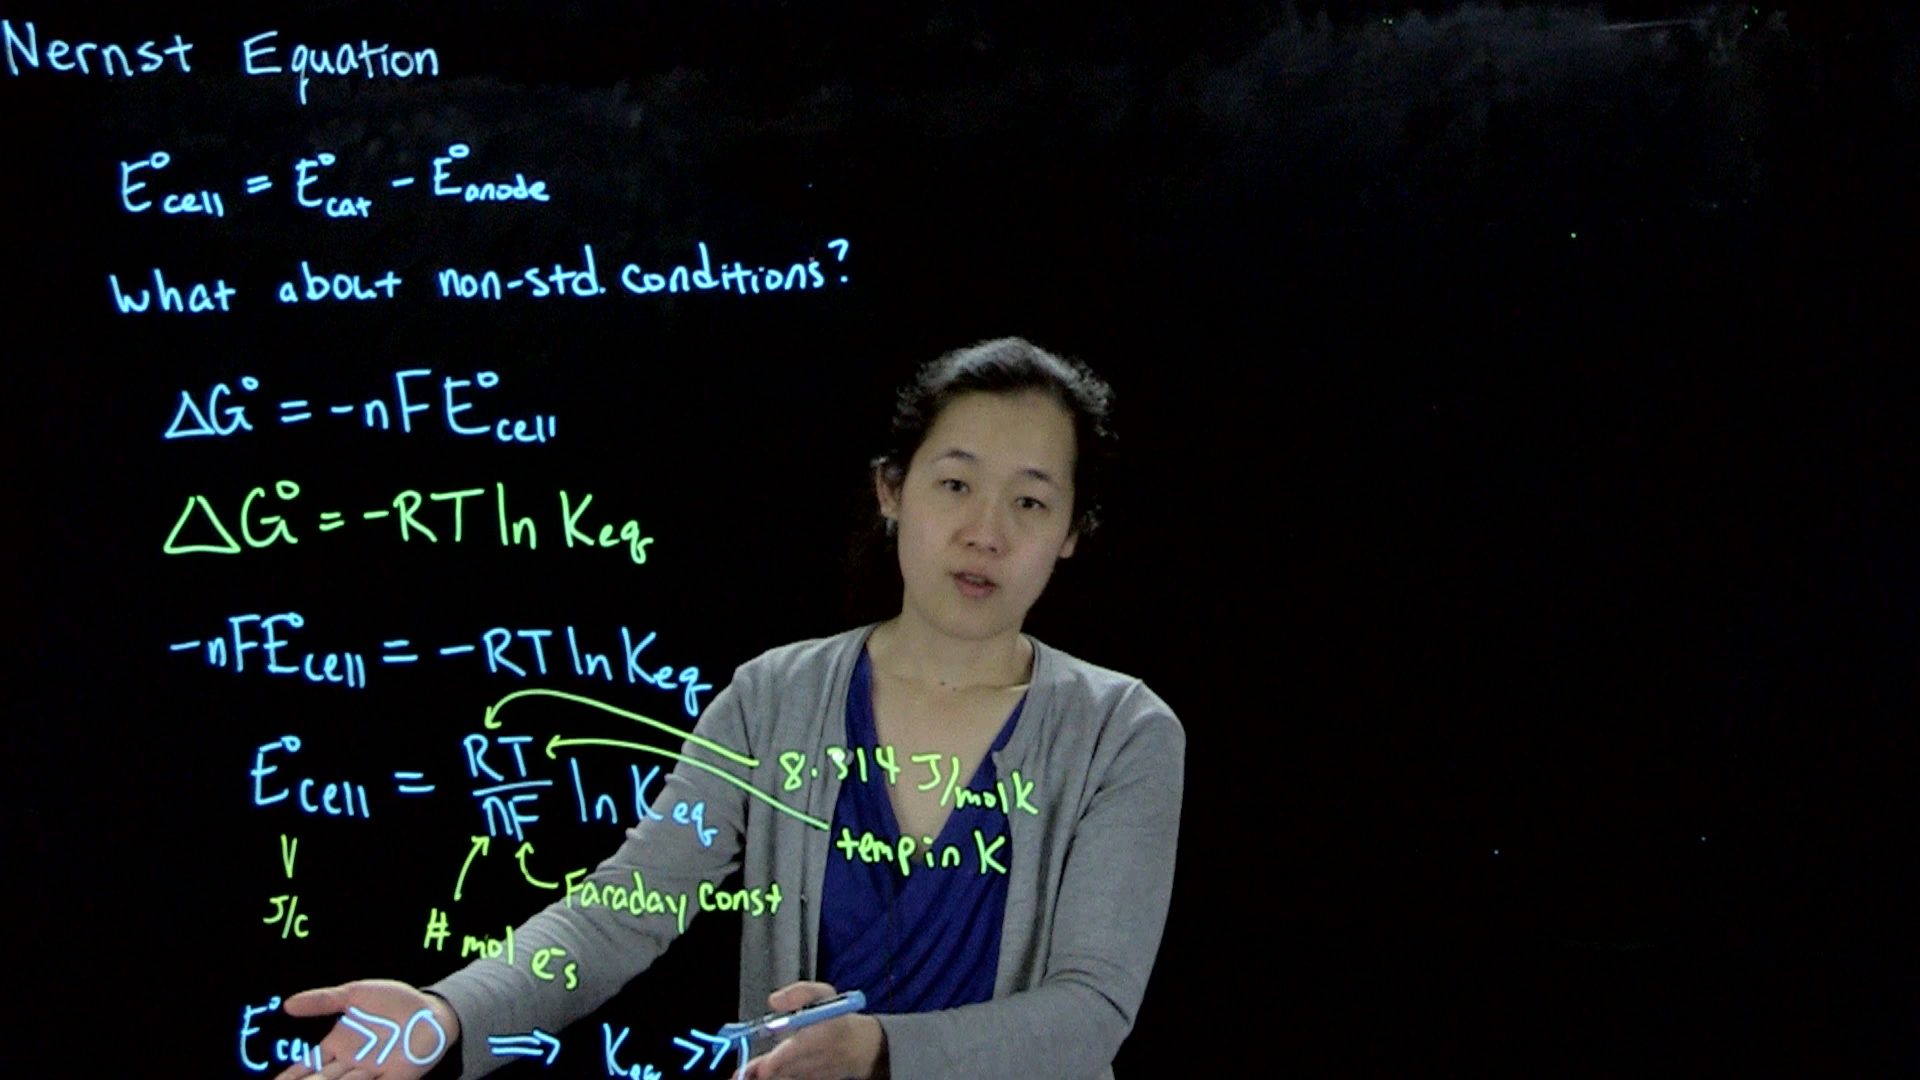 Nernst Equation
E°cell = E°cat - E°anode
What about non-std. conditions?
ΔG° = -nFE°cell
ΔG° = -RT ln Keq
-nFE°cell = -RT ln Keq
E°cell = RT/nF ln Keq
8.314 J/mol K
temp in K
V
J/C
Faraday const
# mol e⁻s
E°cell >>0 ⟹ Keq >>1